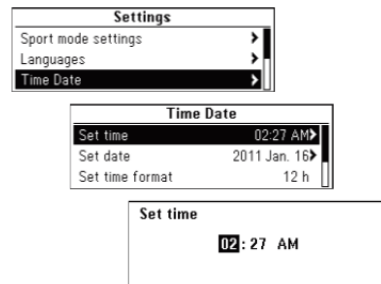 Settings
Sport mode settings
Languages
Time Date
Time Date
Set time 02:27 AM
Set date 2011 Jan. 16
Set time format 12 h
Set time
02 : 27 AM